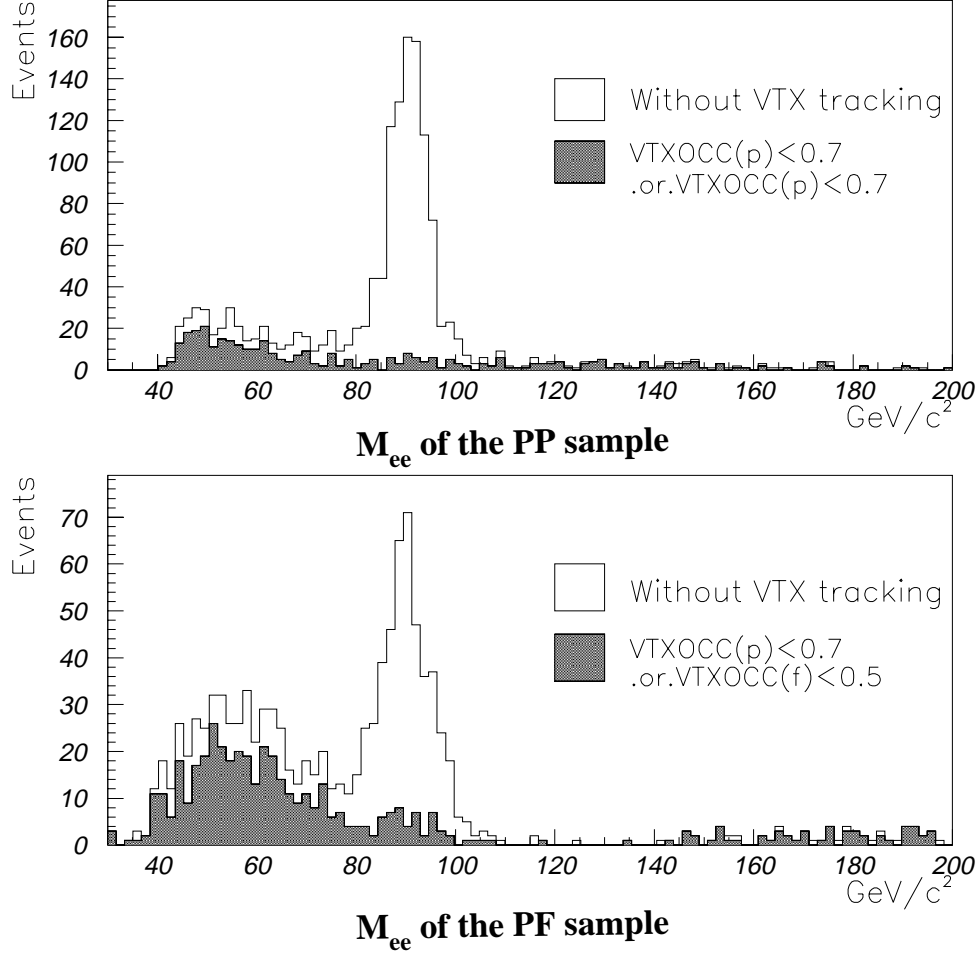 Events
160
140
120
100
80
60
40
20
0
Without VTX tracking
VTXOCC(p)<0.7
.or.VTXOCC(p)<0.7
40 60 80 100 120 140 160 180 200
GeV/c²
M_ee of the PP sample
Events
70
60
50
40
30
20
10
0
Without VTX tracking
VTXOCC(p)<0.7
.or.VTXOCC(f)<0.5
40 60 80 100 120 140 160 180 200
GeV/c²
M_ee of the PF sample